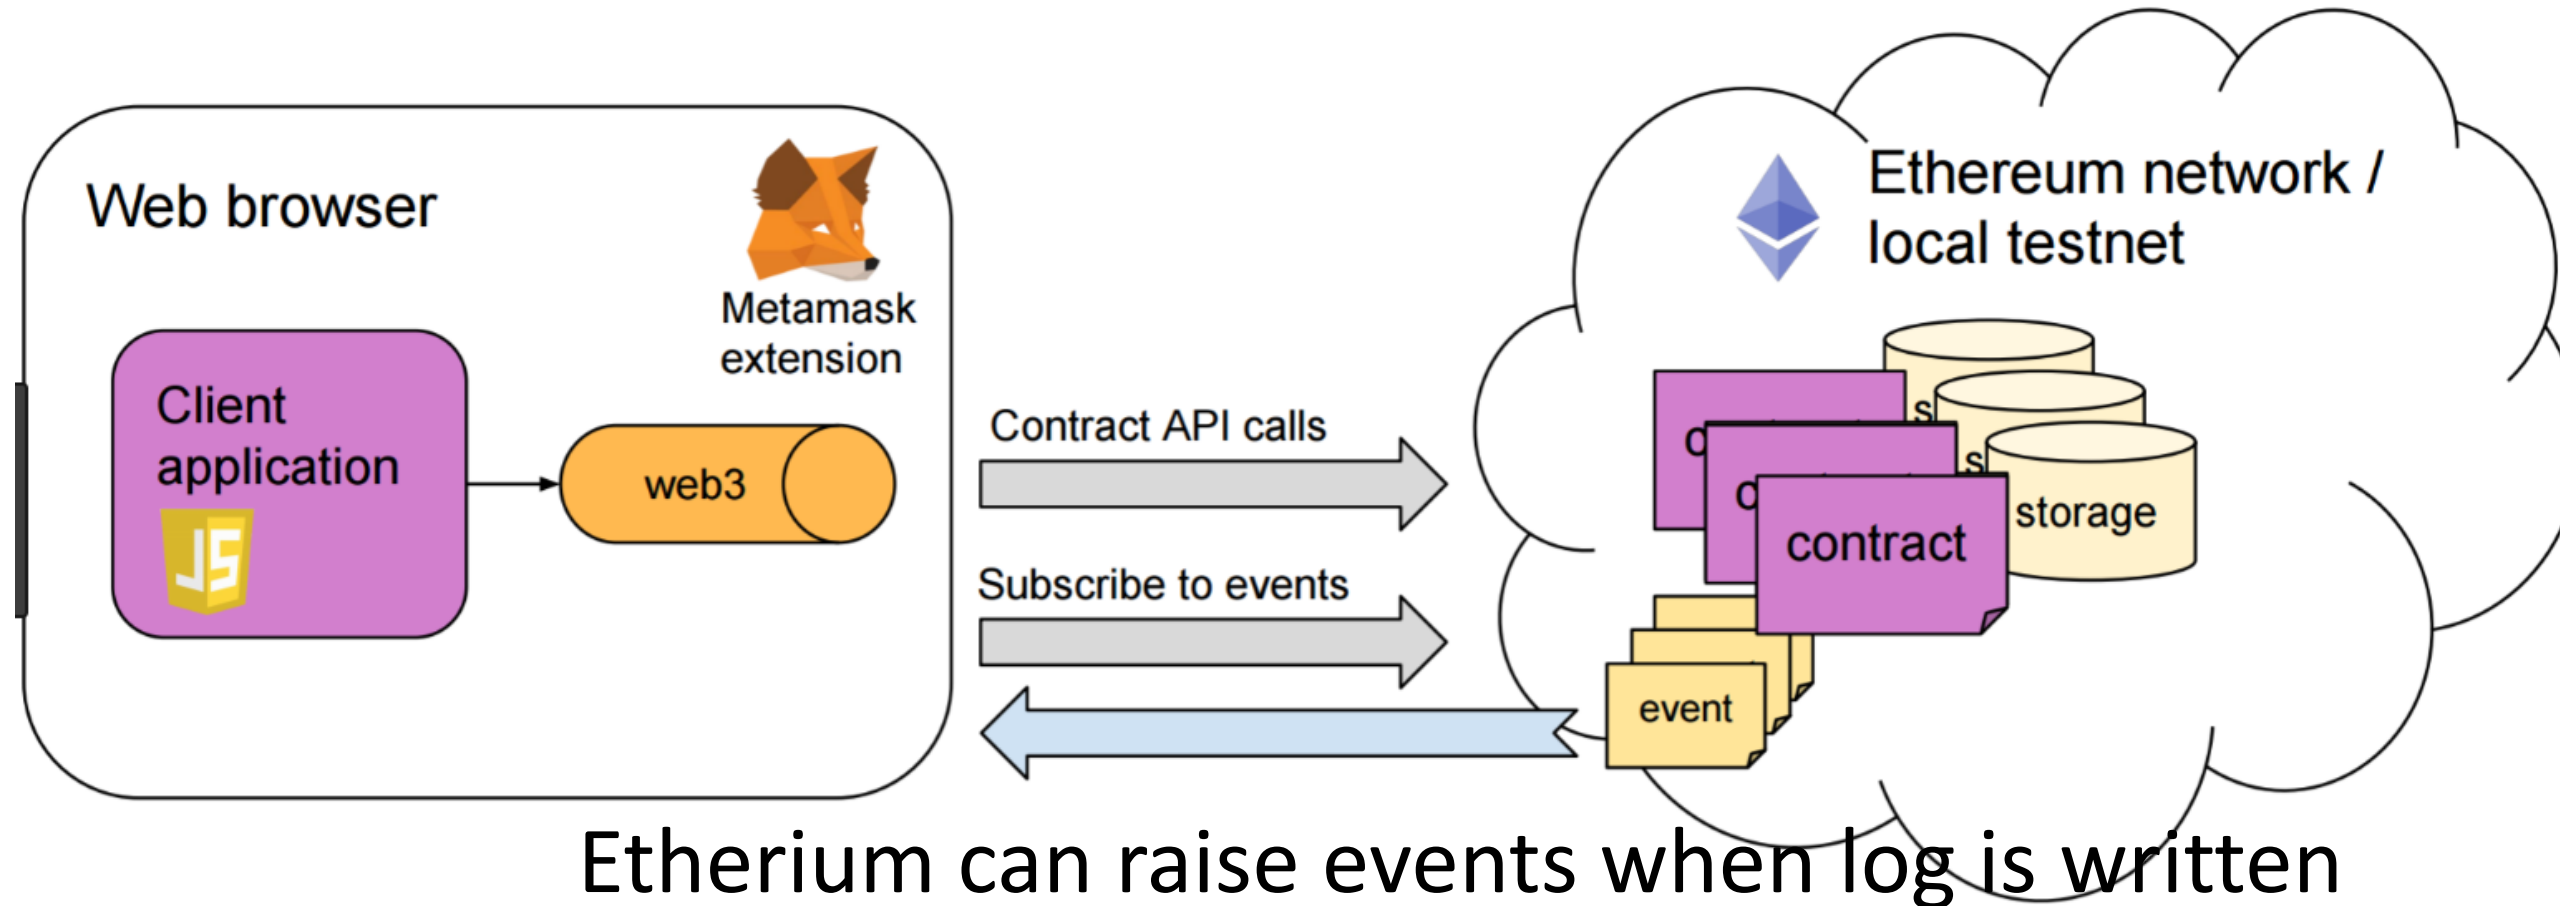 Web browser
Metamask
extension
Client
application
JS
web3
Contract API calls
Subscribe to events
Ethereum network /
local testnet
s
s
storage
c
c
contract
event
Etherium can raise events when log is written